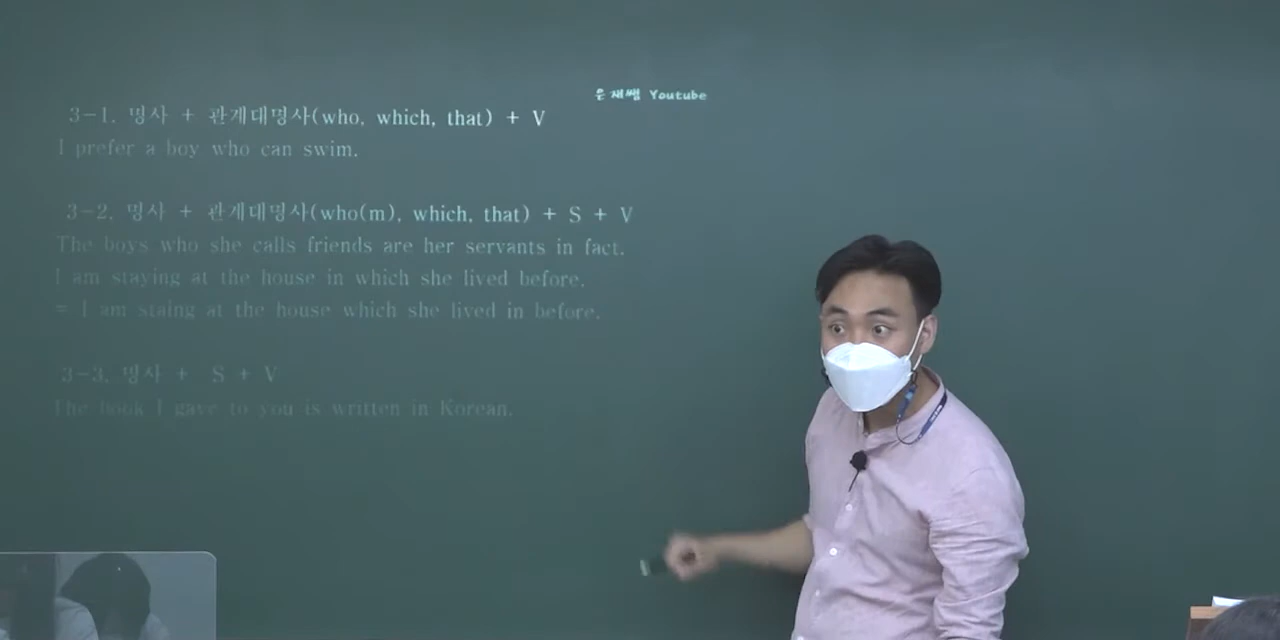 은재쌤 Youtube
3-1. 명사 + 관계대명사(who, which, that) + V
I prefer a boy who can swim.
3-2. 명사 + 관계대명사(who(m), which, that) + S + V
The boys who she calls friends are her servants in fact.
I am staying at the house in which she lived before.
= I am staing at the house which she lived in before.
3-3. 명사 + S + V
The book I gave to you is written in Korean.